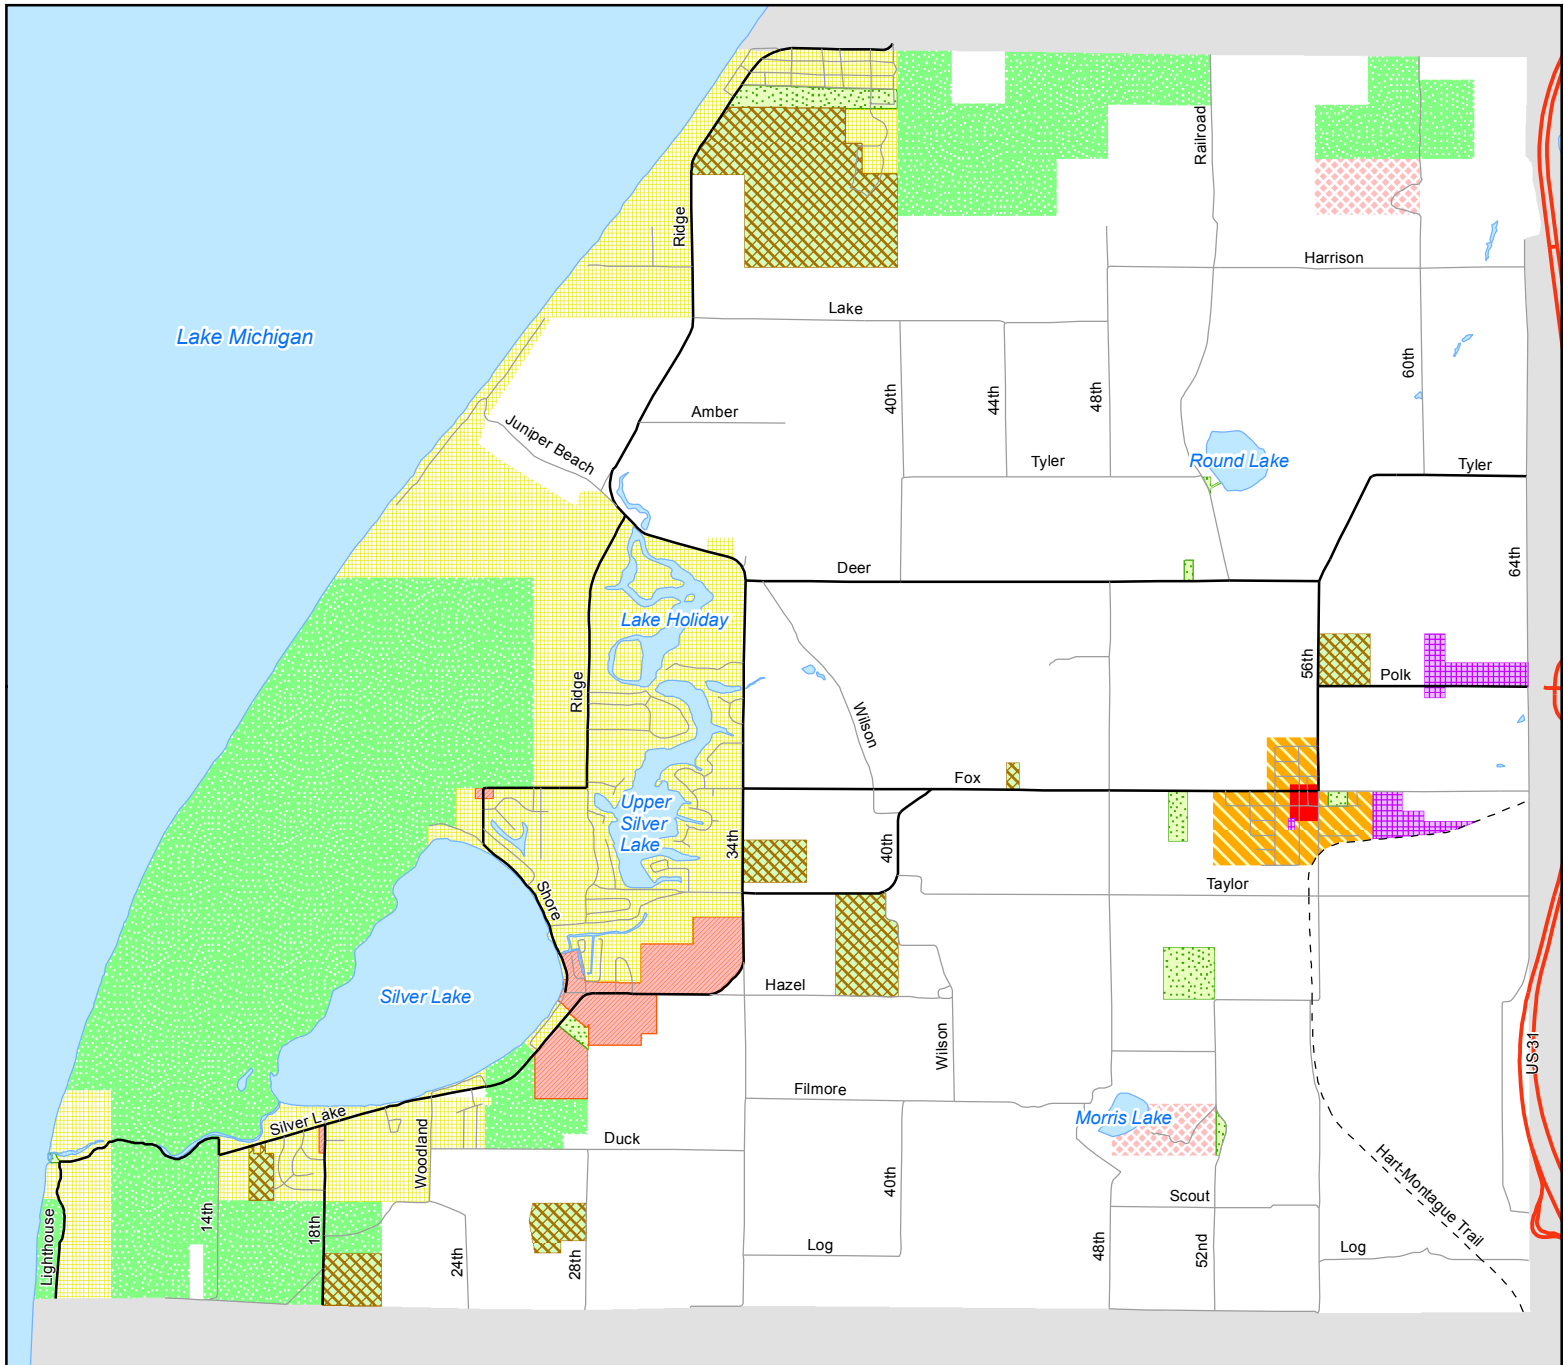 Railroad
Ridge
Harrison
Lake
Lake Michigan
60th
40th
44th
48th
Amber
Juniper Beach
Tyler
Round Lake
Tyler
64th
Deer
Lake Holiday
56th
Polk
Ridge
Wilson
Fox
Upper
Silver
Lake
34th
40th
Shore
Taylor
Hazel
Silver Lake
Wilson
US-31
Filmore
Silver Lake
Morris Lake
Woodland
Duck
Hart-Montague Trail
40th
Scout
14th
18th
Lighthouse
24th
28th
Log
48th
52nd
Log